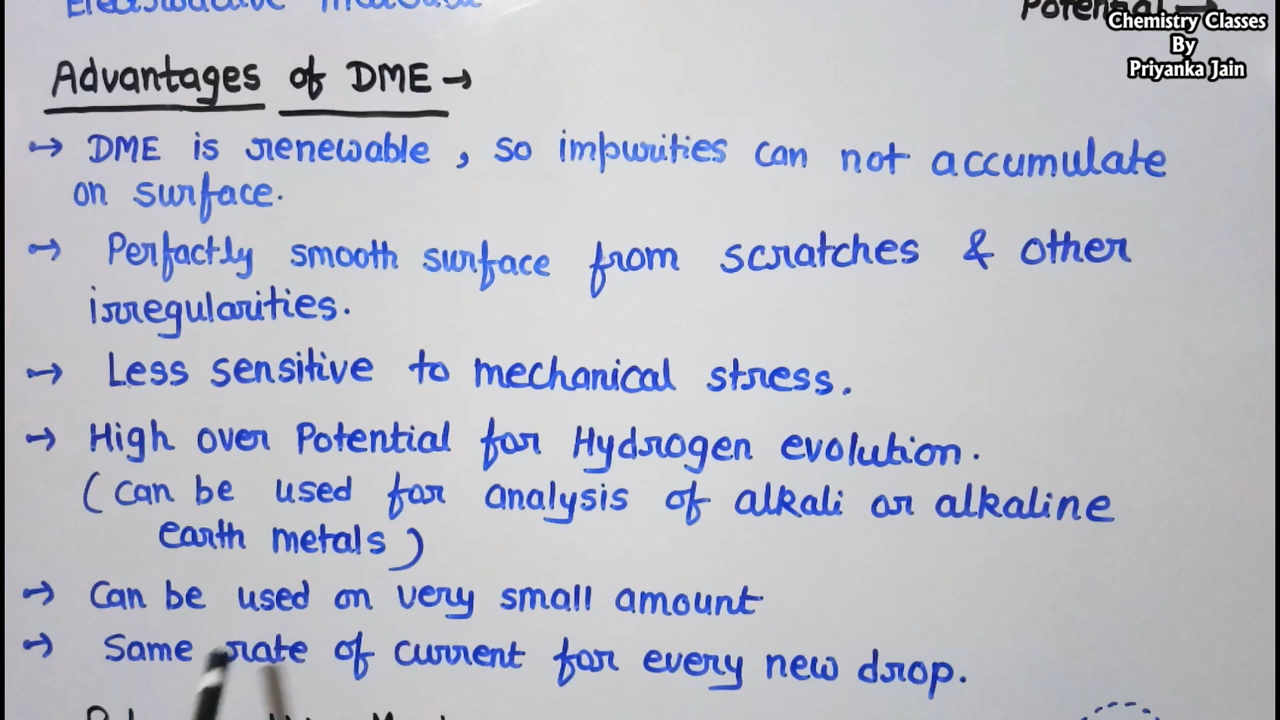 Chemistry Classes
By
Priyanka Jain
Advantages of DME →
→ DME is renewable, so impurities can not accumulate
on surface.
→ Perfactly smooth surface from scratches & other
irregularities.
→ Less sensitive to mechanical stress.
→ High over Potential for Hydrogen evolution.
(can be used for analysis of alkali or alkaline
earth metals)
→ Can be used on very small amount
→ Same rate of current for every new drop.